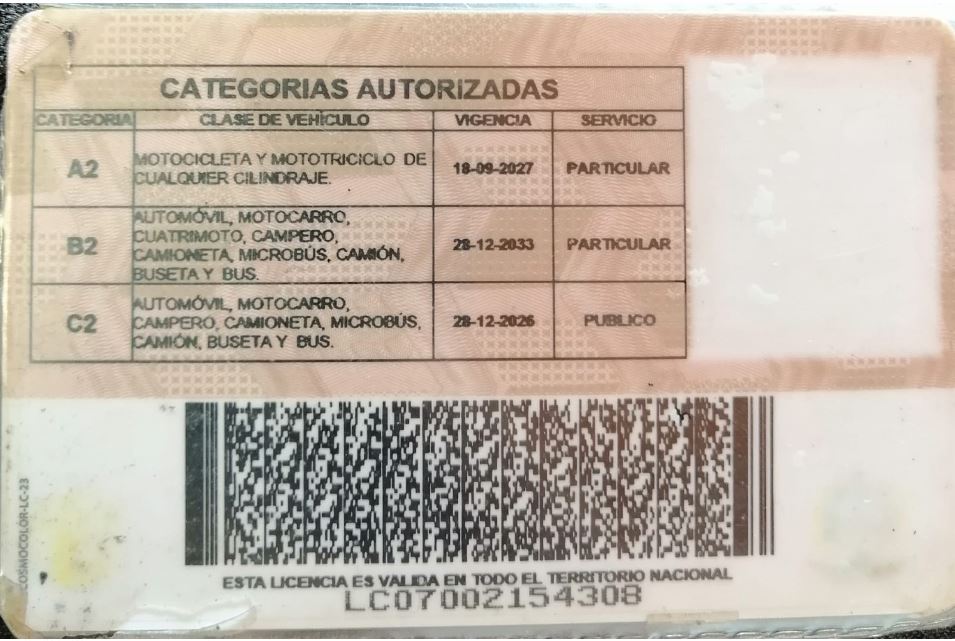 CATEGORIAS AUTORIZADAS
CATEGORIA CLASE DE VEHÍCULO VIGENCIA SERVICIO
A2 MOTOCICLETA Y MOTOTRICICLO DE CUALQUIER CILINDRAJE. 18-09-2027 PARTICULAR
B2 AUTOMÓVIL, MOTOCARRO, CUATRIMOTO, CAMPERO, CAMIONETA, MICROBÚS, CAMIÓN, BUSETA Y BUS. 28-12-2033 PARTICULAR
C2 AUTOMÓVIL, MOTOCARRO, CAMPERO, CAMIONETA, MICROBÚS, CAMIÓN, BUSETA Y BUS. 28-12-2026 PUBLICO
COSMOCOLOR-LC-23
ESTA LICENCIA ES VALIDA EN TODO EL TERRITORIO NACIONAL
LC07002154308